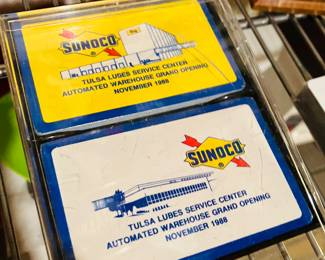 SUNOCO
TULSA LUBES SERVICE CENTER
AUTOMATED WAREHOUSE GRAND OPENING
NOVEMBER 1988
SUNOCO
TULSA LUBES SERVICE CENTER
AUTOMATED WAREHOUSE GRAND OPENING
NOVEMBER 1988